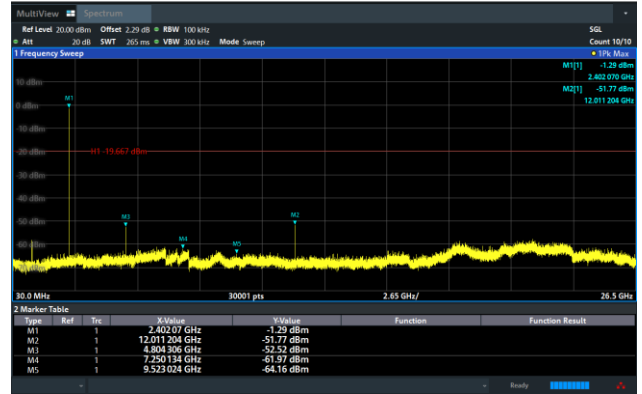 MultiView Spectrum
Ref Level 20.00 dBm Offset 2.29 dB RBW 100 kHz SGL
Att 20 dB SWT 265 ms VBW 300 kHz Mode Sweep Count 10/10
1 Frequency Sweep 1Pk Max
M1[1] -1.29 dBm
2.402 070 GHz
10 dBm
M2[1] -51.77 dBm
12.011 204 GHz
M1
0 dBm
-10 dBm
-20 dBm
H1 -19.667 dBm
-30 dBm
-40 dBm
M2
M3
-50 dBm
M4
M5
-60 dBm
30.0 MHz 30001 pts 2.65 GHz/ 26.5 GHz
2 Marker Table
Type Ref Trc X-Value Y-Value Function Function Result
M1 1 2.402 07 GHz -1.29 dBm
M2 1 12.011 204 GHz -51.77 dBm
M3 1 4.804 306 GHz -52.52 dBm
M4 1 7.250 134 GHz -61.97 dBm
M5 1 9.523 024 GHz -64.16 dBm
Ready